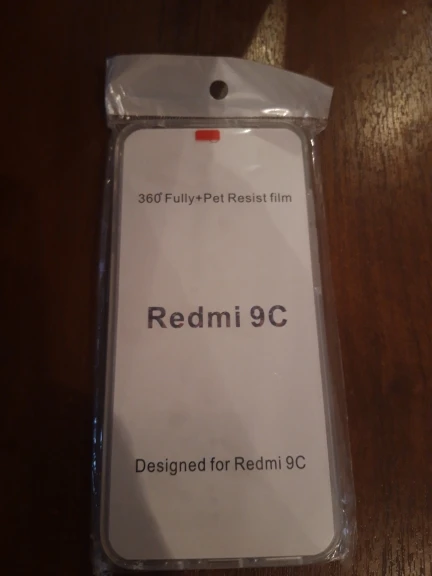 360°Fully+Pet Resist film
Redmi 9C
Designed for Redmi 9C